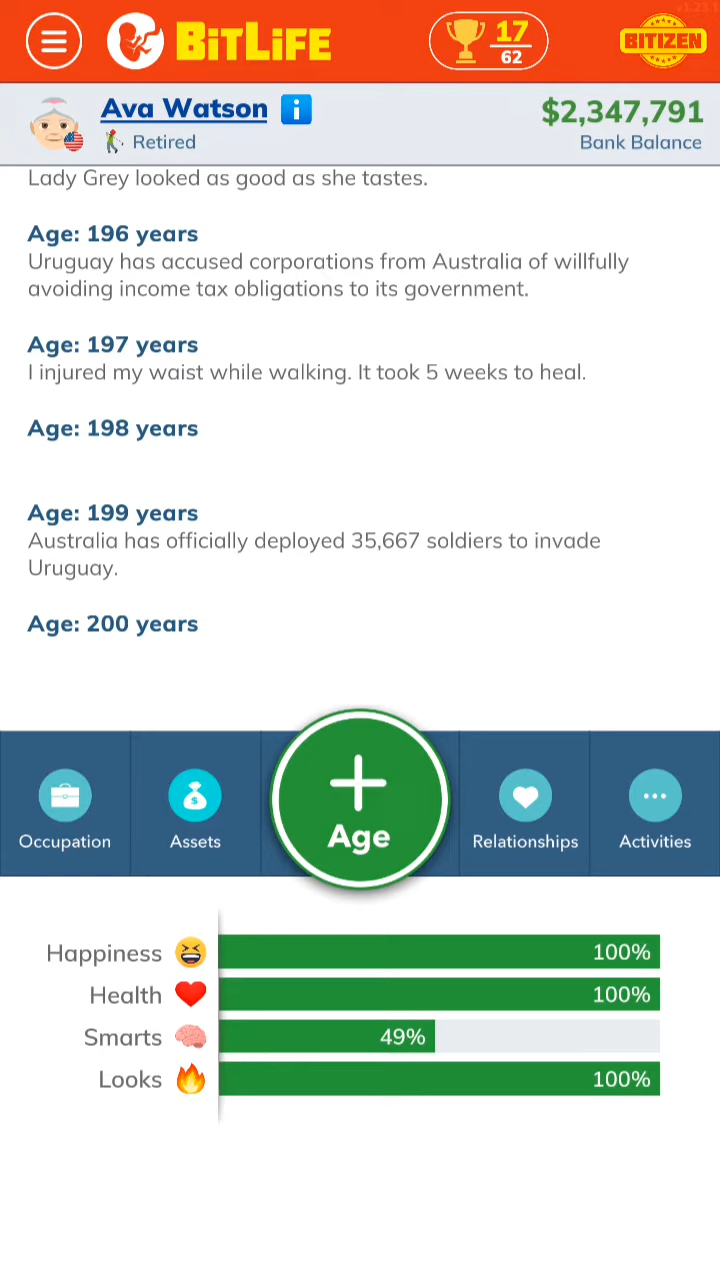 v1.23.1
BiTLiFE
17
62
BITIZEN
Ava Watson
i
$2,347,791
Retired
Bank Balance
Lady Grey looked as good as she tastes.
Age: 196 years
Uruguay has accused corporations from Australia of willfully
avoiding income tax obligations to its government.
Age: 197 years
I injured my waist while walking. It took 5 weeks to heal.
Age: 198 years
Age: 199 years
Australia has officially deployed 35,667 soldiers to invade
Uruguay.
Age: 200 years
Occupation
$
Assets
+
Age
Relationships
Activities
Happiness
100%
Health
100%
Smarts
49%
Looks
100%